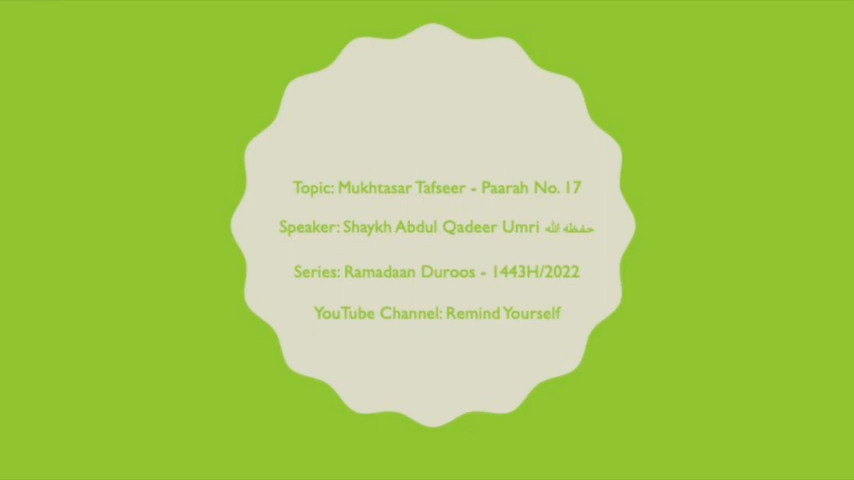 Topic: Mukhtasar Tafseer - Paarah No. 17
Speaker: Shaykh Abdul Qadeer Umri حفظه الله
Series: Ramadaan Duroos - 1443H/2022
YouTube Channel: Remind Yourself